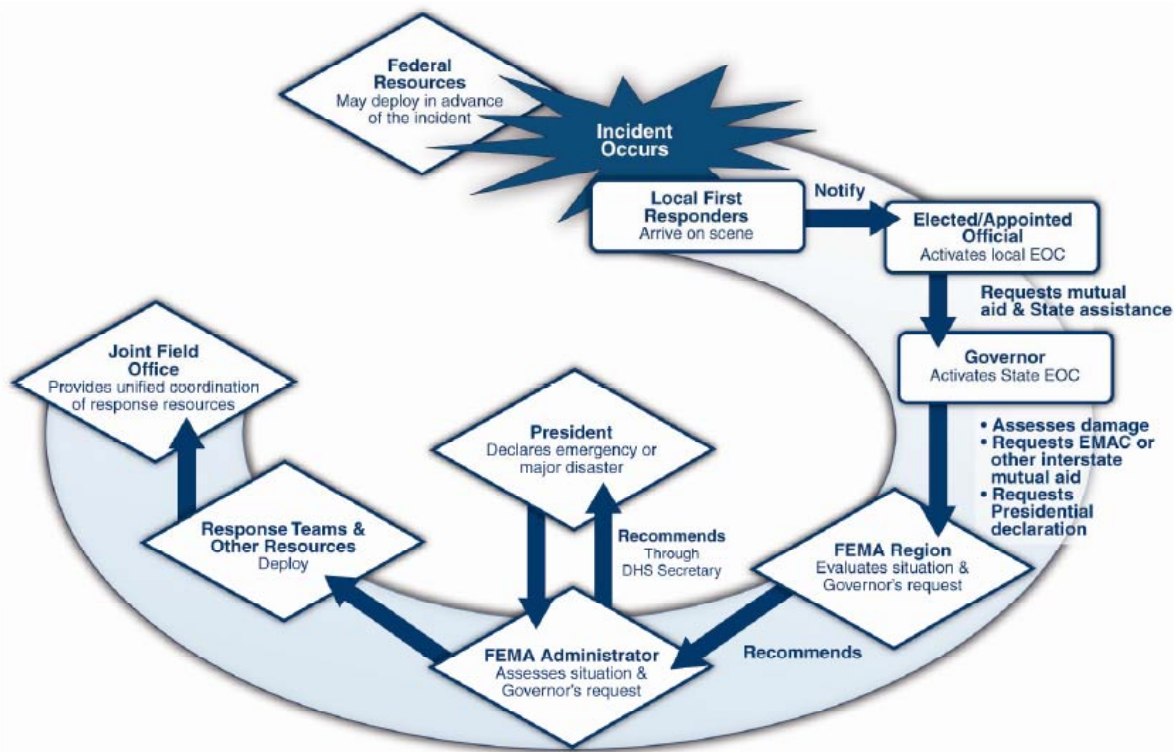 Federal
Resources
May deploy in advance
of the incident
Incident
Occurs
Local First
Responders
Arrive on scene
Notify
Elected/Appointed
Official
Activates local EOC
Requests mutual
aid & State assistance
Governor
Activates State EOC
• Assesses damage
• Requests EMAC or
other interstate
mutual aid
• Requests
Presidential
declaration
FEMA Region
Evaluates situation &
Governor's request
Recommends
FEMA Administrator
Assesses situation &
Governor's request
Recommends
Through
DHS Secretary
President
Declares emergency or
major disaster
Response Teams &
Other Resources
Deploy
Joint Field
Office
Provides unified coordination
of response resources